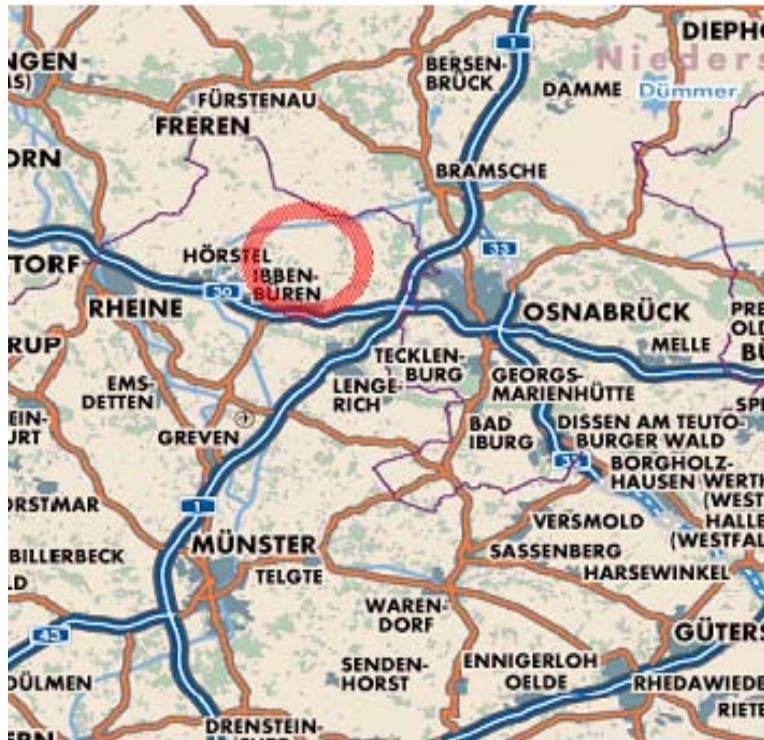 1
DIEPHO
NGEN
BERSEN-
BRÜCK
Nieders
DAMME
Dümmer
FÜRSTENAU
FREREN
ORN
BRAMSCHE
HÖRSTEL
33
TORF
IBBEN-
BÜREN
30
RHEINE
OSNABRÜCK
PRE
OLD
RUP
MELLE
BÜ
TECKLEN-
BURG
EMS-
DETTEN
LENGE-
RICH
GEORGS-
MARIENHÜTTE
EIN-
URT
GREVEN
BAD
IBURG
DISSEN AM TEUTO-
BURGER WALD
SPE
33
BORGHOLZ-
HAUSEN
WERTH
(WEST
ORSTMAR
1
VERSMOLD
HALLE
(WESTFAL
MÜNSTER
SASSENBERG
BILLERBECK
LD
TELGTE
HARSEWINKEL
WAREN-
DORF
43
GÜTERS
SENDEN-
HORST
ENNIGERLOH
OELDE
DÜLMEN
RHEDAWIEDE
RIETE
DRENSTEIN-
ERN